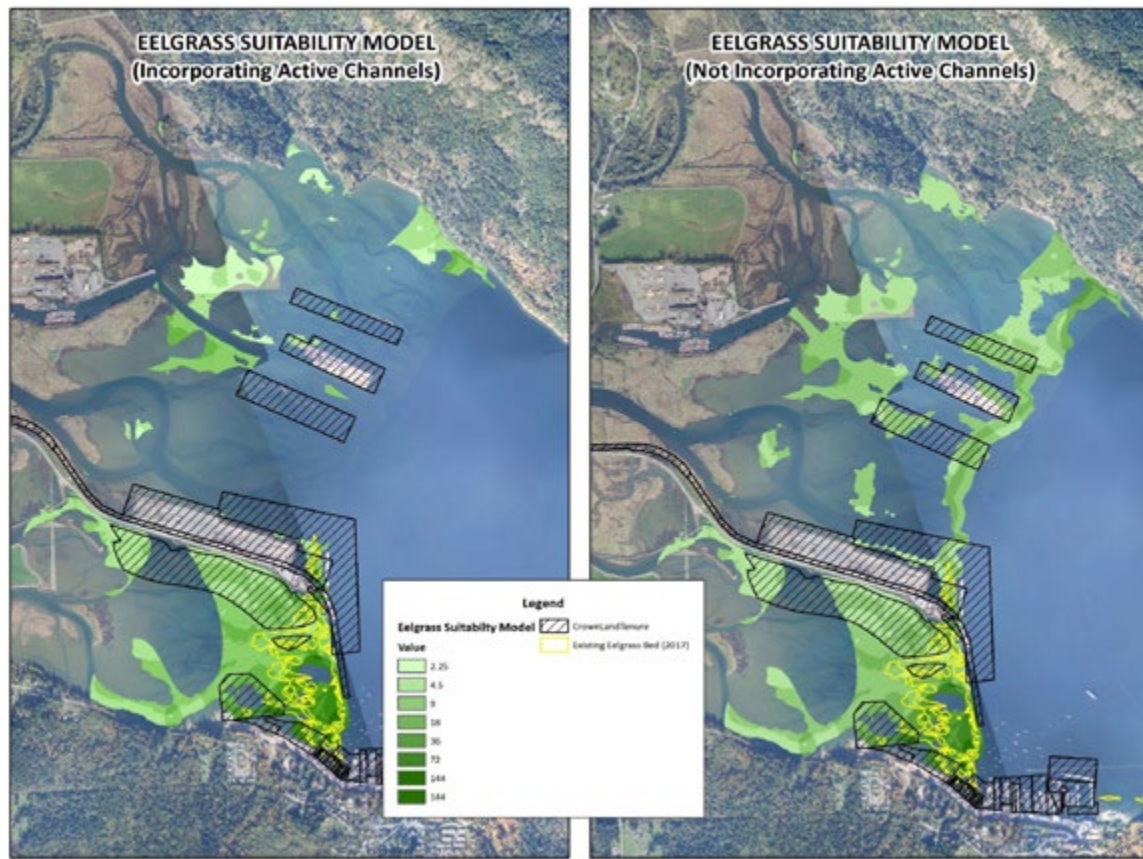 EELGRASS SUITABILITY MODEL
(Incorporating Active Channels)
EELGRASS SUITABILITY MODEL
(Not Incorporating Active Channels)
Legend
Eelgrass Suitabilty Model
Value
2.25
4.5
9
18
36
72
144
144
CrownLandTenure
Existing Eelgrass Bed (2017)